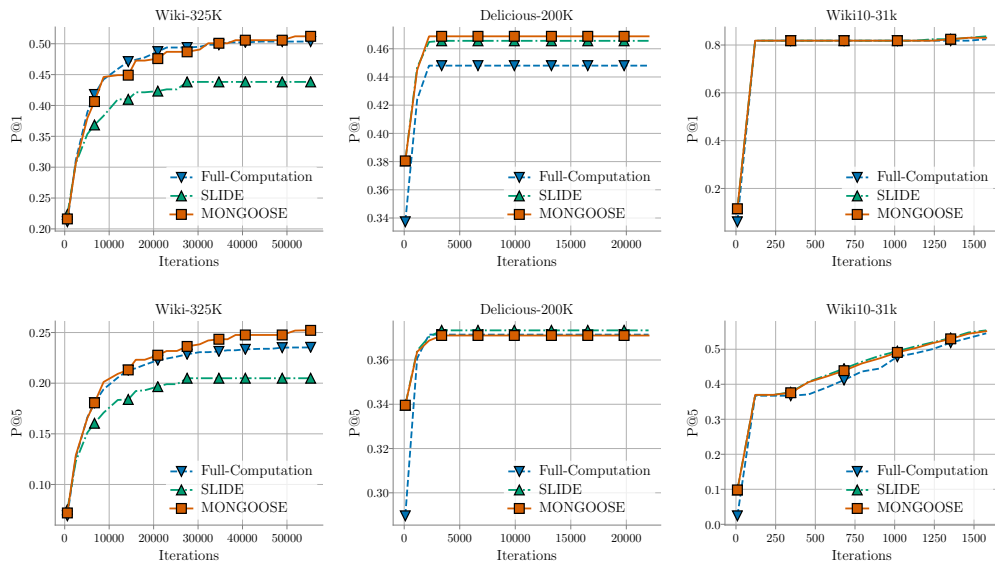 Wiki-325K
P@1
0.50
0.45
0.40
0.35
0.30
0.25
0.20
Full-Computation
SLIDE
MONGOOSE
0 10000 20000 30000 40000 50000
Iterations
Delicious-200K
P@1
0.46
0.44
0.42
0.40
0.38
0.36
0.34
Full-Computation
SLIDE
MONGOOSE
0 5000 10000 15000 20000
Iterations
Wiki10-31k
P@1
0.8
0.6
0.4
0.2
Full-Computation
SLIDE
MONGOOSE
0 250 500 750 1000 1250 1500
Iterations
Wiki-325K
P@5
0.25
0.20
0.15
0.10
Full-Computation
SLIDE
MONGOOSE
0 10000 20000 30000 40000 50000
Iterations
Delicious-200K
P@5
0.36
0.34
0.32
0.30
Full-Computation
SLIDE
MONGOOSE
0 5000 10000 15000 20000
Iterations
Wiki10-31k
P@5
0.5
0.4
0.3
0.2
0.1
0.0
Full-Computation
SLIDE
MONGOOSE
0 250 500 750 1000 1250 1500
Iterations